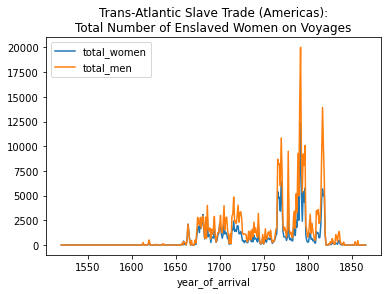 Trans-Atlantic Slave Trade (Americas):
Total Number of Enslaved Women on Voyages
total_women
total_men
20000
17500
15000
12500
10000
7500
5000
2500
0
1550 1600 1650 1700 1750 1800 1850
year_of_arrival